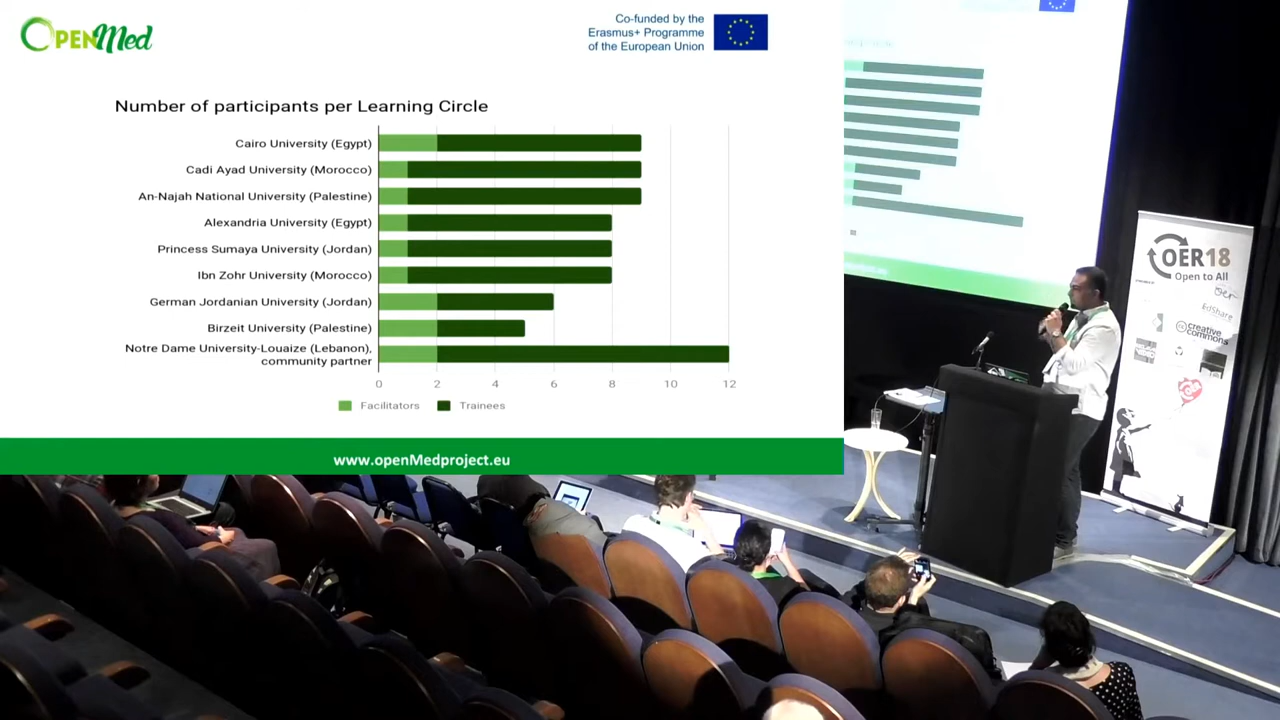 OPENMed
Co-funded by the
Erasmus+ Programme
of the European Union
Number of participants per Learning Circle
Cairo University (Egypt)
Cadi Ayad University (Morocco)
An-Najah National University (Palestine)
Alexandria University (Egypt)
Princess Sumaya University (Jordan)
Ibn Zohr University (Morocco)
German Jordanian University (Jordan)
Birzeit University (Palestine)
Notre Dame University-Louaize (Lebanon),
community partner
0 2 4 6 8 10 12
Facilitators Trainees
www.openMedproject.eu
OER18
Open to All
oer
EdShare
creative
commons